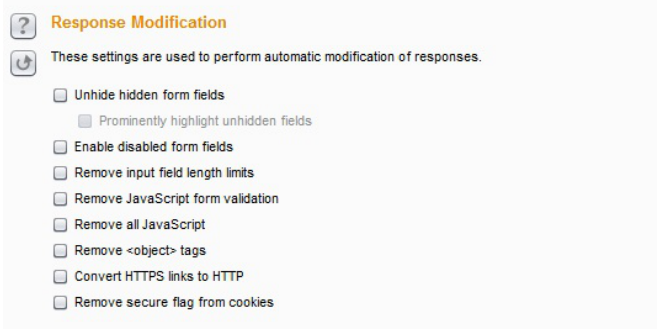 ?
Response Modification
These settings are used to perform automatic modification of responses.
Unhide hidden form fields
Prominently highlight unhidden fields
Enable disabled form fields
Remove input field length limits
Remove JavaScript form validation
Remove all JavaScript
Remove <object> tags
Convert HTTPS links to HTTP
Remove secure flag from cookies